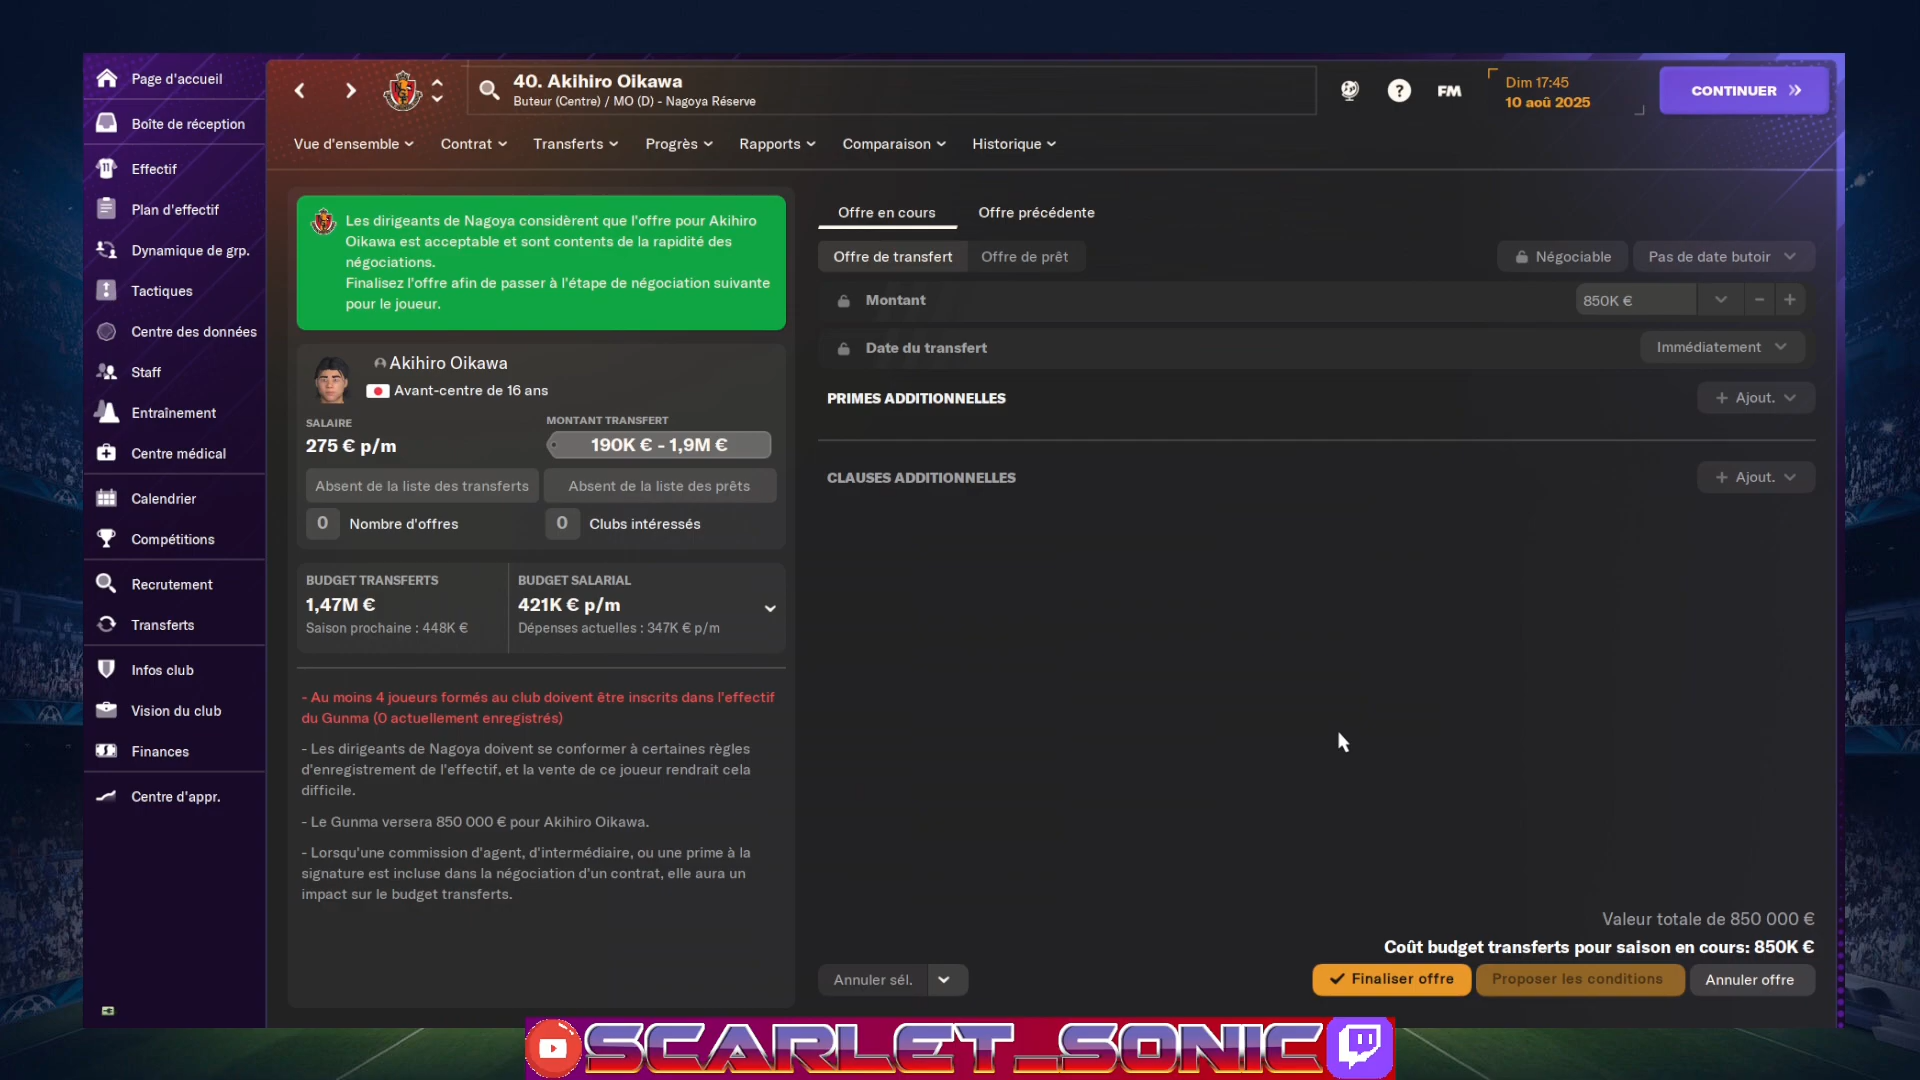 Page d'accueil
Boîte de réception
Effectif
Plan d'effectif
Dynamique de grp.
Tactiques
Centre des données
Staff
Entraînement
Centre médical
Calendrier
Compétitions
Recrutement
Transferts
Infos club
Vision du club
Finances
Centre d'appr.
40. Akihiro Oikawa
Buteur (Centre) / MO (D) - Nagoya Réserve
?
FM
Dim 17:45
10 aoû 2025
CONTINUER
Vue d'ensemble
Contrat
Transferts
Progrès
Rapports
Comparaison
Historique
Les dirigeants de Nagoya considèrent que l'offre pour Akihiro
Oikawa est acceptable et sont contents de la rapidité des
négociations.
Finalisez l'offre afin de passer à l'étape de négociation suivante
pour le joueur.
Akihiro Oikawa
Avant-centre de 16 ans
SALAIRE
275 € p/m
MONTANT TRANSFERT
190K € - 1,9M €
Absent de la liste des transferts
Absent de la liste des prêts
0 Nombre d'offres
0 Clubs intéressés
BUDGET TRANSFERTS
1,47M €
Saison prochaine : 448K €
BUDGET SALARIAL
421K € p/m
Dépenses actuelles : 347K € p/m
- Au moins 4 joueurs formés au club doivent être inscrits dans l'effectif
du Gunma (0 actuellement enregistrés)
- Les dirigeants de Nagoya doivent se conformer à certaines règles
d'enregistrement de l'effectif, et la vente de ce joueur rendrait cela
difficile.
- Le Gunma versera 850 000 € pour Akihiro Oikawa.
- Lorsqu'une commission d'agent, d'intermédiaire, ou une prime à la
signature est incluse dans la négociation d'un contrat, elle aura un
impact sur le budget transferts.
Offre en cours
Offre précédente
Offre de transfert
Offre de prêt
Négociable
Pas de date butoir
Montant
850K €
Date du transfert
Immédiatement
PRIMES ADDITIONNELLES
+ Ajout.
CLAUSES ADDITIONNELLES
+ Ajout.
Valeur totale de 850 000 €
Coût budget transferts pour saison en cours: 850K €
Annuler sél.
Finaliser offre
Proposer les conditions
Annuler offre
SCARLET_SONIC